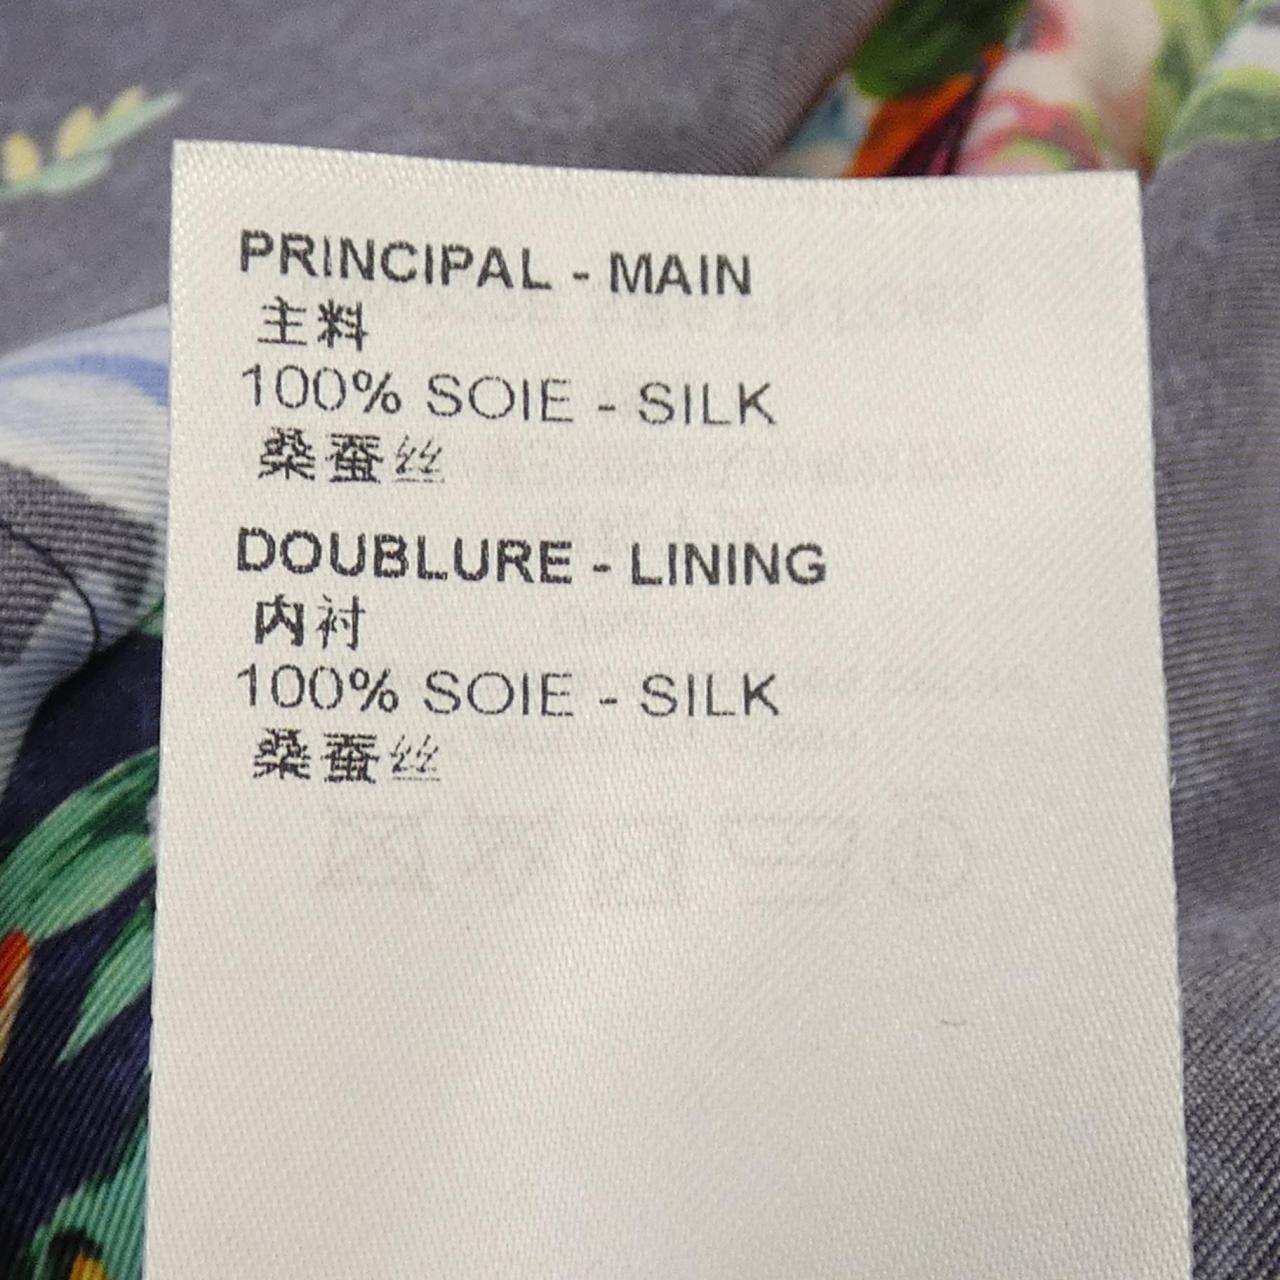 PRINCIPAL - MAIN
主料
100% SOIE - SILK
桑蚕丝
DOUBLURE - LINING
内衬
100% SOIE - SILK
桑蚕丝